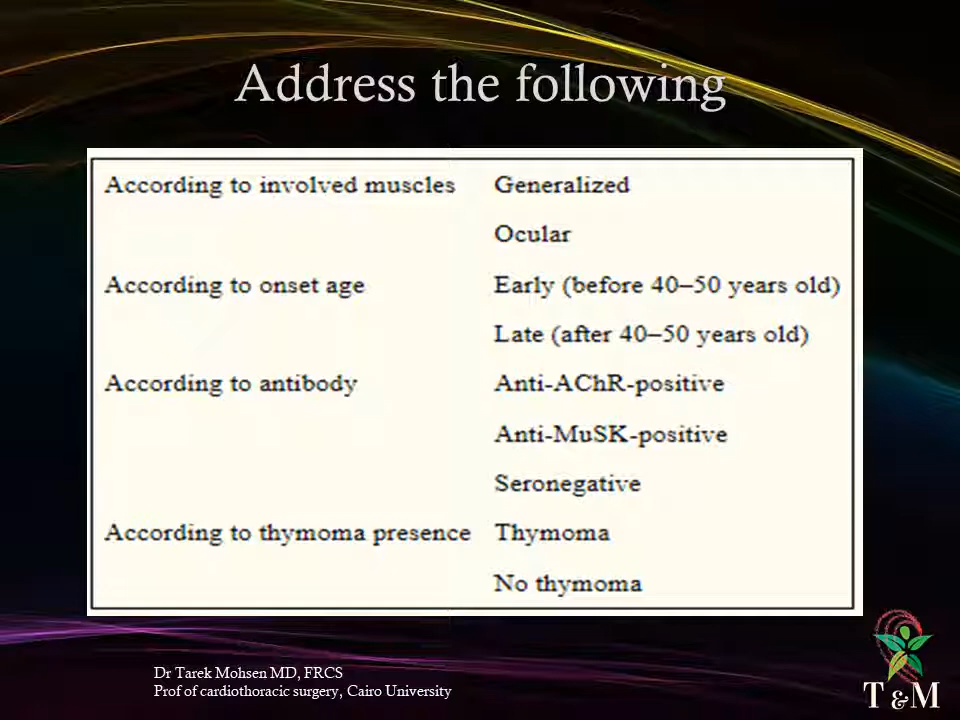 Address the following
According to involved muscles Generalized
Ocular
According to onset age Early (before 40–50 years old)
Late (after 40–50 years old)
According to antibody Anti-AChR-positive
Anti-MuSK-positive
Seronegative
According to thymoma presence Thymoma
No thymoma
Dr Tarek Mohsen MD, FRCS
Prof of cardiothoracic surgery, Cairo University
T & M